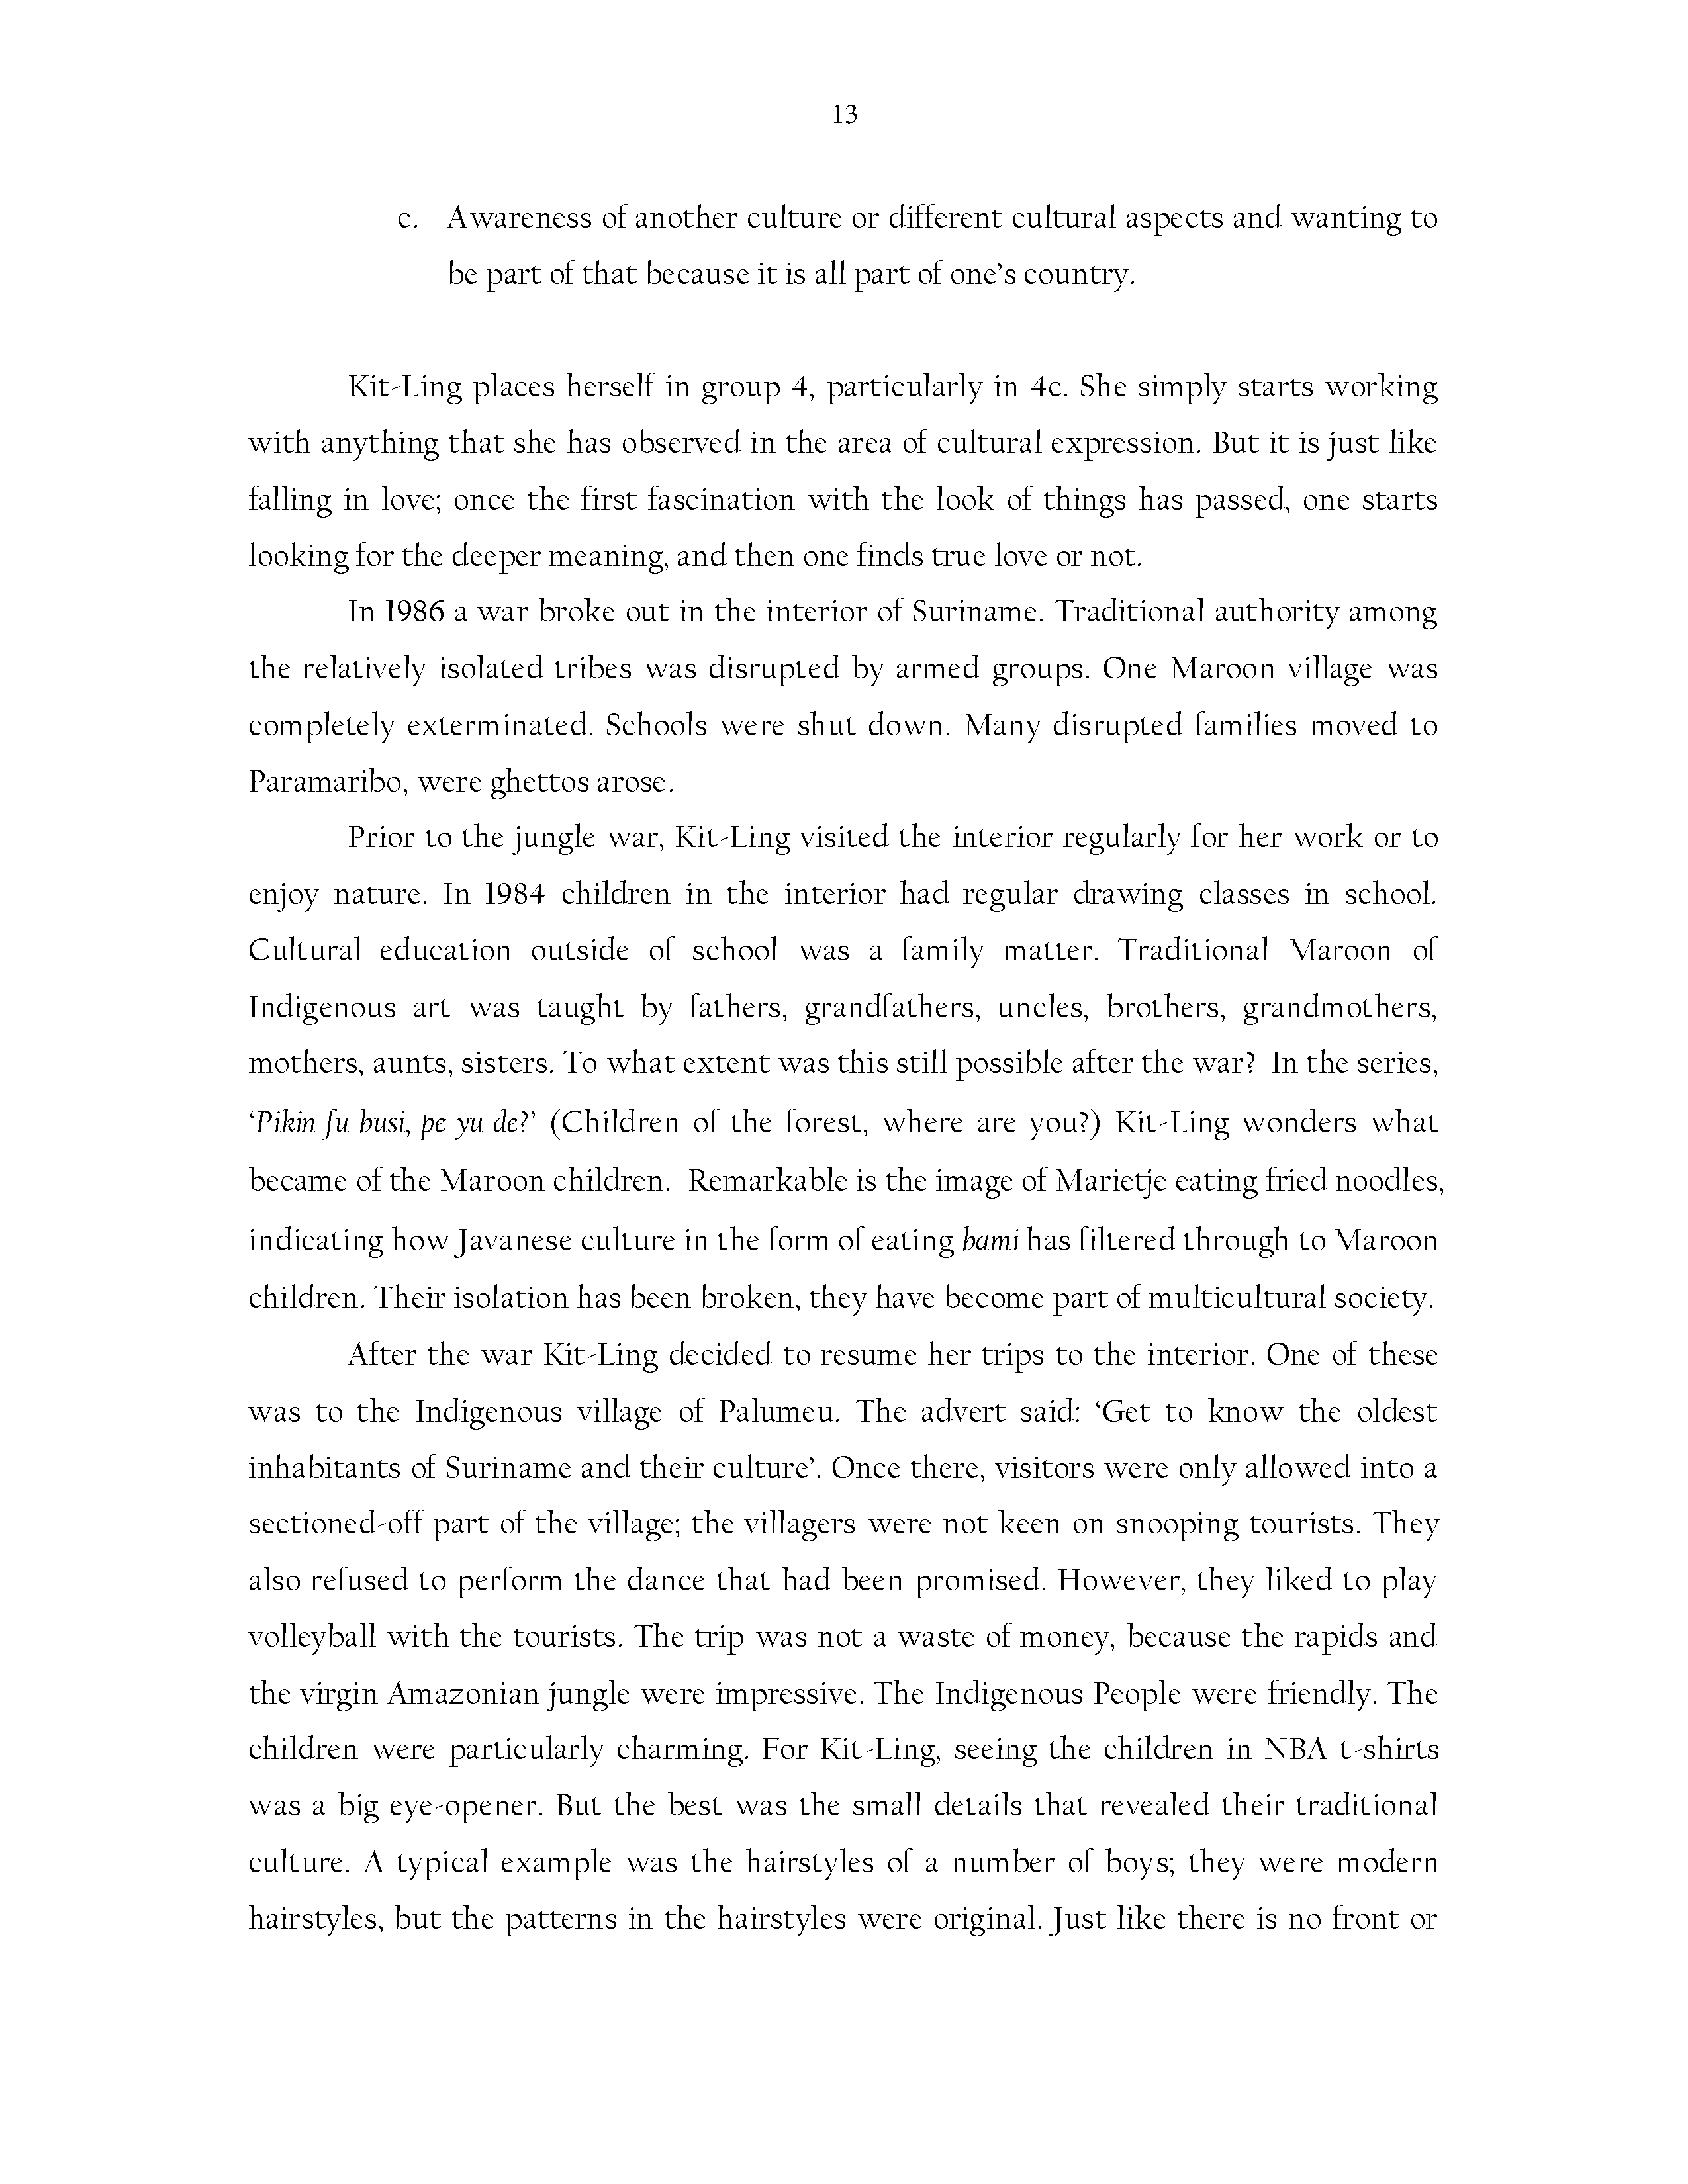 13
c. Awareness of another culture or different cultural aspects and wanting to
be part of that because it is all part of one's country.
Kit-Ling places herself in group 4, particularly in 4c. She simply starts working
with anything that she has observed in the area of cultural expression. But it is just like
falling in love; once the first fascination with the look of things has passed, one starts
looking for the deeper meaning, and then one finds true love or not.
In 1986 a war broke out in the interior of Suriname. Traditional authority among
the relatively isolated tribes was disrupted by armed groups. One Maroon village was
completely exterminated. Schools were shut down. Many disrupted families moved to
Paramaribo, were ghettos arose.
Prior to the jungle war, Kit-Ling visited the interior regularly for her work or to
enjoy nature. In 1984 children in the interior had regular drawing classes in school.
Cultural education outside of school was a family matter. Traditional Maroon of
Indigenous art was taught by fathers, grandfathers, uncles, brothers, grandmothers,
mothers, aunts, sisters. To what extent was this still possible after the war? In the series,
‘Pikin fu busi, pe yu de?’ (Children of the forest, where are you?) Kit-Ling wonders what
became of the Maroon children. Remarkable is the image of Marietje eating fried noodles,
indicating how Javanese culture in the form of eating bami has filtered through to Maroon
children. Their isolation has been broken, they have become part of multicultural society.
After the war Kit-Ling decided to resume her trips to the interior. One of these
was to the Indigenous village of Palumeu. The advert said: ‘Get to know the oldest
inhabitants of Suriname and their culture’. Once there, visitors were only allowed into a
sectioned-off part of the village; the villagers were not keen on snooping tourists. They
also refused to perform the dance that had been promised. However, they liked to play
volleyball with the tourists. The trip was not a waste of money, because the rapids and
the virgin Amazonian jungle were impressive. The Indigenous People were friendly. The
children were particularly charming. For Kit-Ling, seeing the children in NBA t-shirts
was a big eye-opener. But the best was the small details that revealed their traditional
culture. A typical example was the hairstyles of a number of boys; they were modern
hairstyles, but the patterns in the hairstyles were original. Just like there is no front or